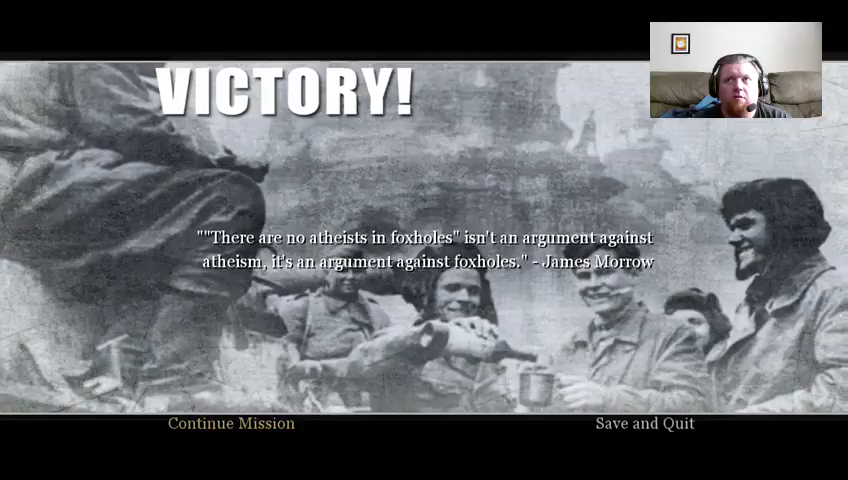 VICTORY!
""There are no atheists in foxholes" isn't an argument against
atheism, it's an argument against foxholes." - James Morrow
Continue Mission
Save and Quit